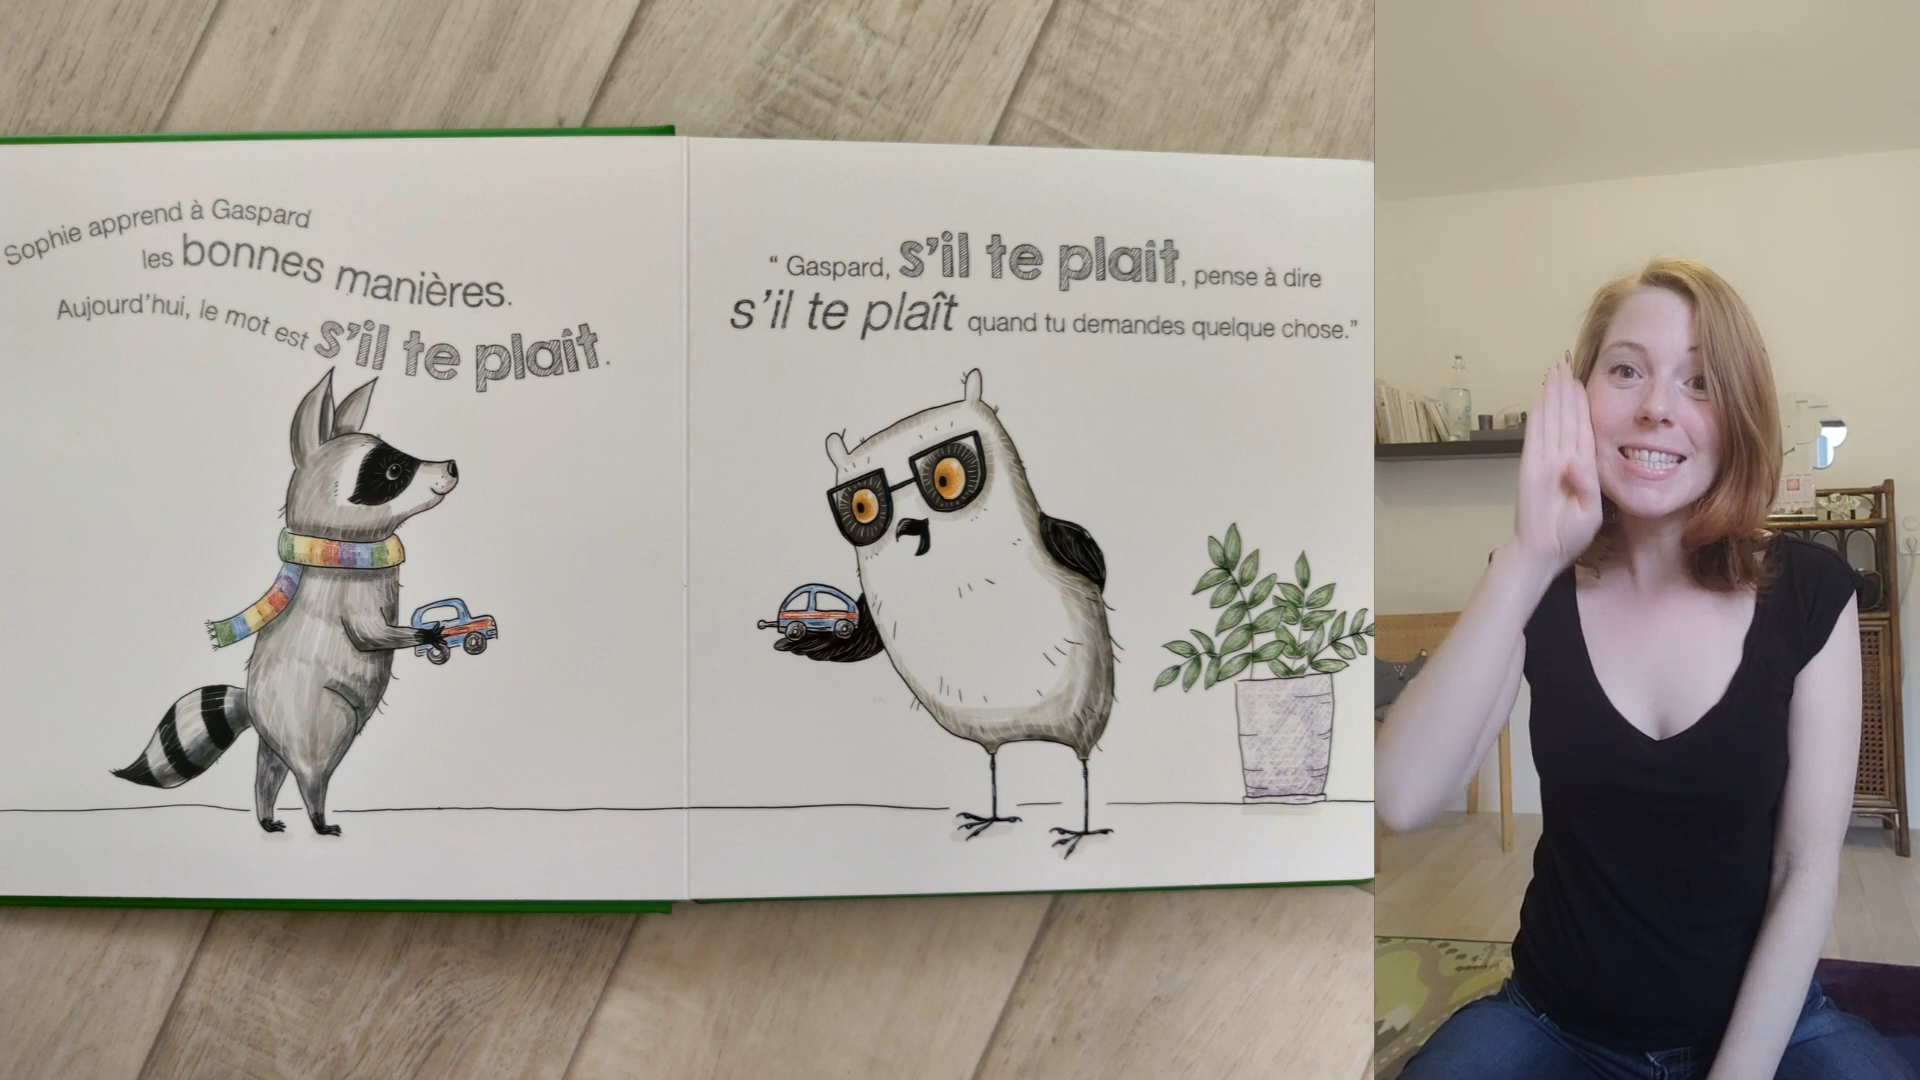 Sophie apprend à Gaspard
les bonnes manières.
Aujourd'hui, le mot est s'il te plait.
“ Gaspard, s'il te plait, pense à dire
s'il te plaît quand tu demandes quelque chose.”